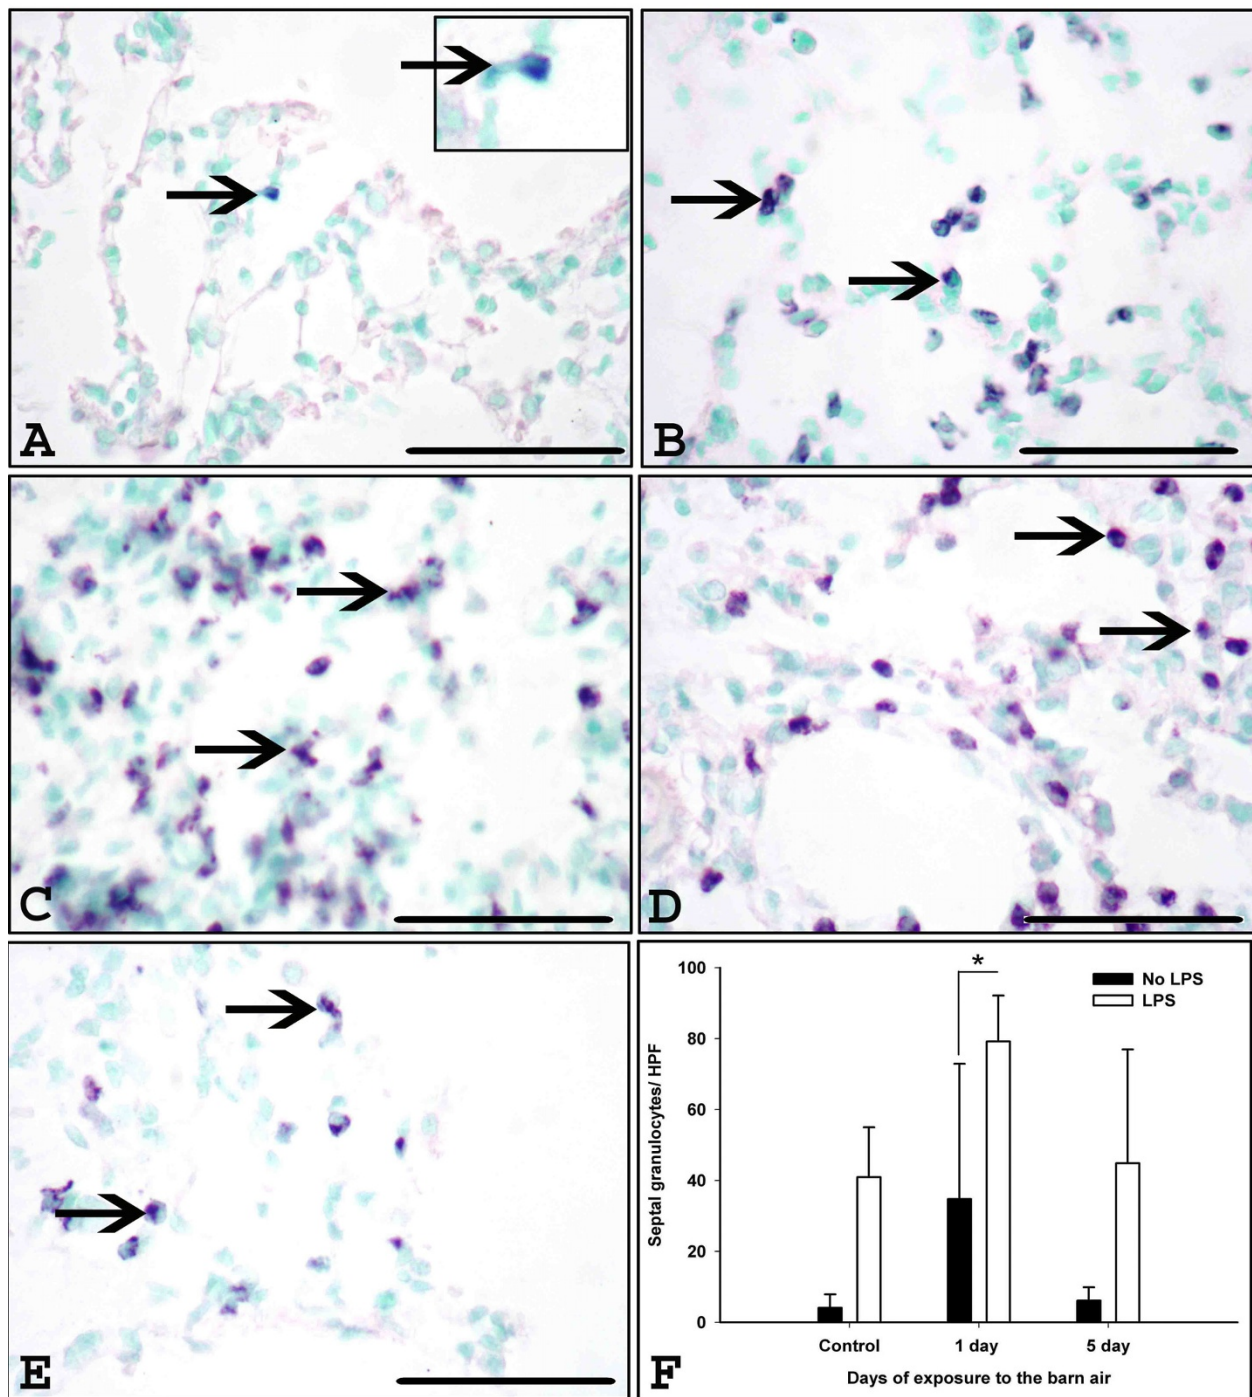 A
B
C
D
E
F
*
100
80
60
40
20
0
No LPS
LPS
Septal granulocytes/ HPF
Control
1 day
5 day
Days of exposure to the barn air